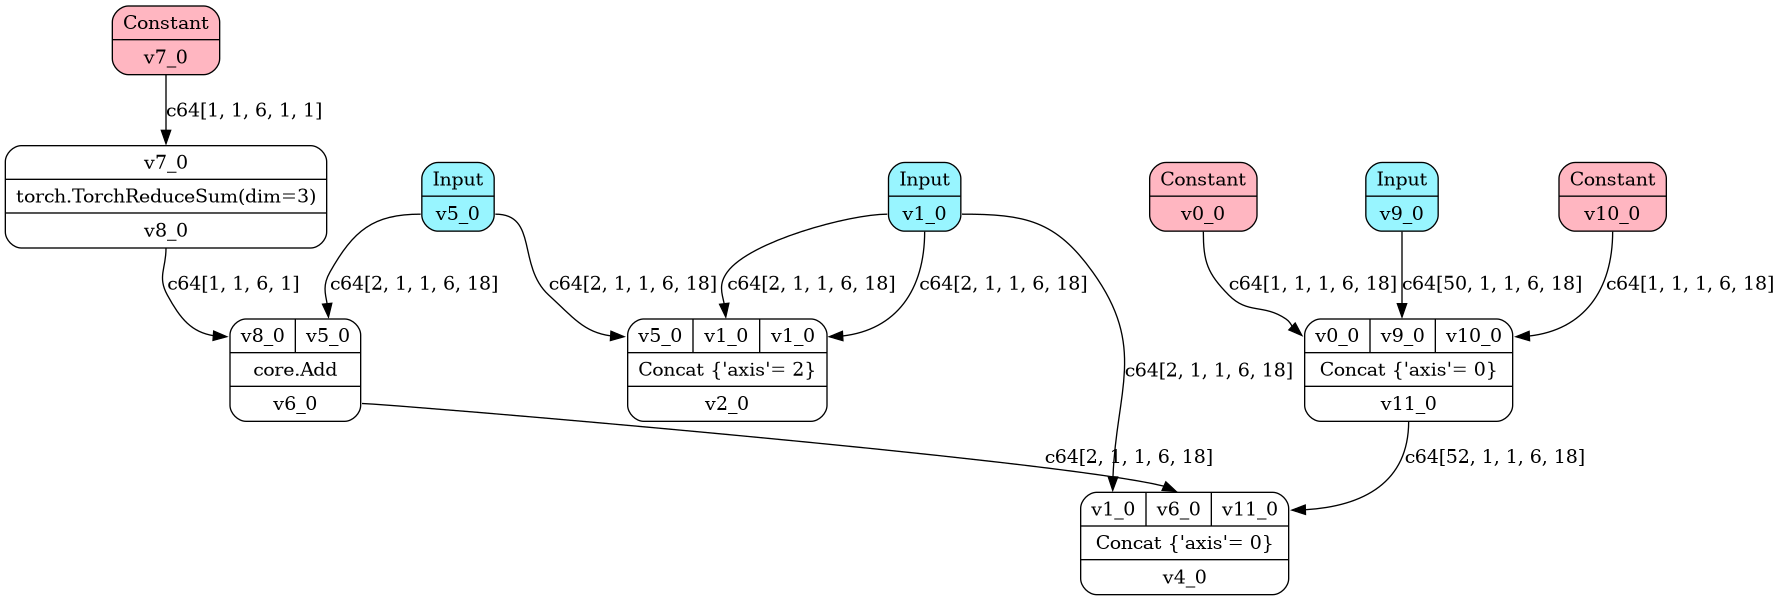 Constant
v7_0
c64[1, 1, 6, 1, 1]
v7_0
torch.TorchReduceSum(dim=3)
v8_0
Input
v5_0
Input
v1_0
Constant
v0_0
Input
v9_0
Constant
v10_0
c64[1, 1, 6, 1]
c64[2, 1, 1, 6, 18]
c64[2, 1, 1, 6, 18]
c64[2, 1, 1, 6, 18]
c64[2, 1, 1, 6, 18]
c64[1, 1, 1, 6, 18]
c64[50, 1, 1, 6, 18]
c64[1, 1, 1, 6, 18]
v8_0 v5_0
core.Add
v6_0
v5_0 v1_0 v1_0
Concat {'axis'= 2}
v2_0
c64[2, 1, 1, 6, 18]
v0_0 v9_0 v10_0
Concat {'axis'= 0}
v11_0
c64[2, 1, 1, 6, 18]
c64[52, 1, 1, 6, 18]
v1_0 v6_0 v11_0
Concat {'axis'= 0}
v4_0